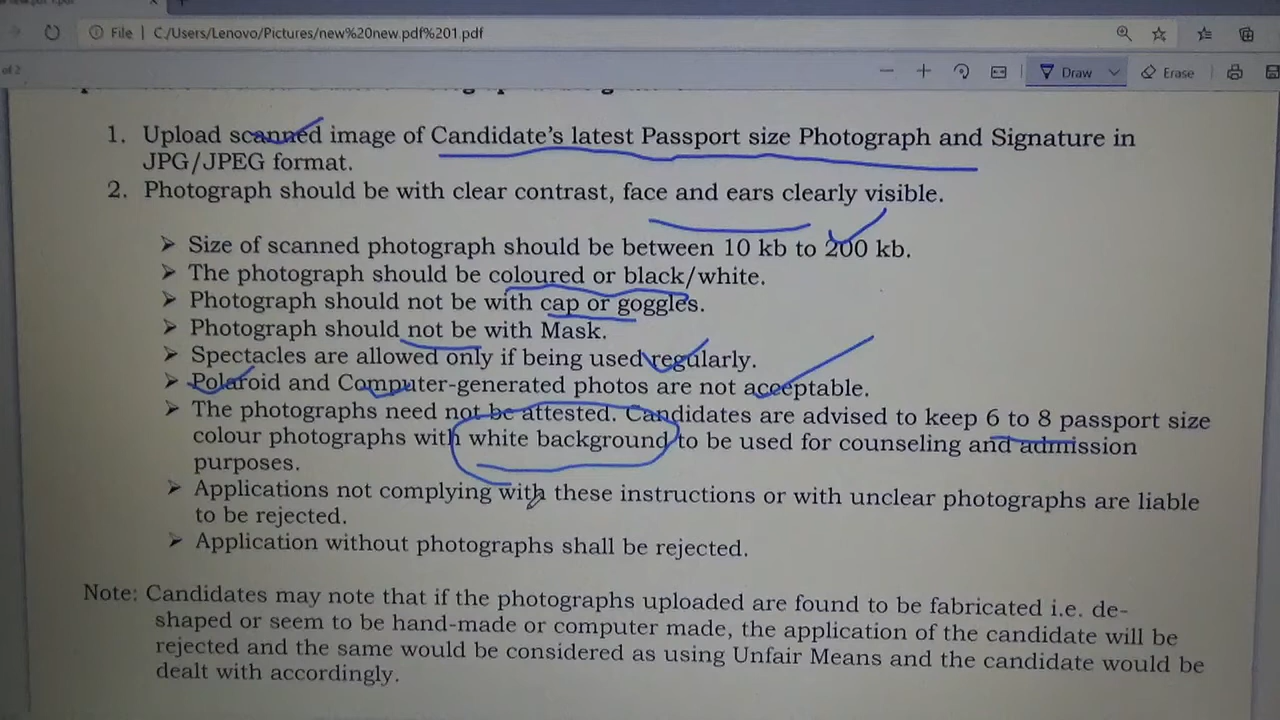 File | C:/Users/Lenovo/Pictures/new%20new.pdf%201.pdf
of 2
Draw
Erase
1. Upload scanned image of Candidate's latest Passport size Photograph and Signature in
JPG/JPEG format.
2. Photograph should be with clear contrast, face and ears clearly visible.
➤ Size of scanned photograph should be between 10 kb to 200 kb.
➤ The photograph should be coloured or black/white.
➤ Photograph should not be with cap or goggles.
➤ Photograph should not be with Mask.
➤ Spectacles are allowed only if being used regularly.
➤ Polaroid and Computer-generated photos are not acceptable.
➤ The photographs need not be attested. Candidates are advised to keep 6 to 8 passport size
colour photographs with white background to be used for counseling and admission
purposes.
➤ Applications not complying with these instructions or with unclear photographs are liable
to be rejected.
➤ Application without photographs shall be rejected.
Note: Candidates may note that if the photographs uploaded are found to be fabricated i.e. de-
shaped or seem to be hand-made or computer made, the application of the candidate will be
rejected and the same would be considered as using Unfair Means and the candidate would be
dealt with accordingly.